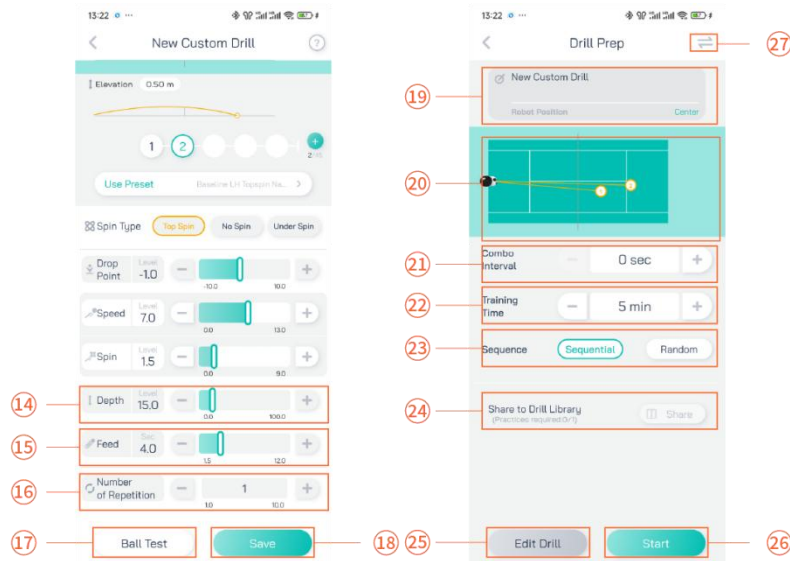 13:22
New Custom Drill
?
Elevation 0.50 m
1 2
Use Preset Baseline LH Topspin No... >
Spin Type Top Spin No Spin Under Spin
Drop Point Level -1.0 − +
-10.0 10.0
Speed Level 7.0 − +
0.0 13.0
Spin Level 1.5 − +
0.0 9.0
14 Depth Level 15.0 − +
0.0 100.0
15 Feed Sec 4.0 − +
1.5 12.0
16 Number of Repetition − 1 +
1.0 10.0
17 Ball Test Save 18
13:22
Drill Prep
27
19 New Custom Drill
Robot Position Center
20
21 Combo Interval − 0 sec +
22 Training Time − 5 min +
23 Sequence Sequential Random
24 Share to Drill Library Share
(Practices required 0/1)
25 Edit Drill Start 26